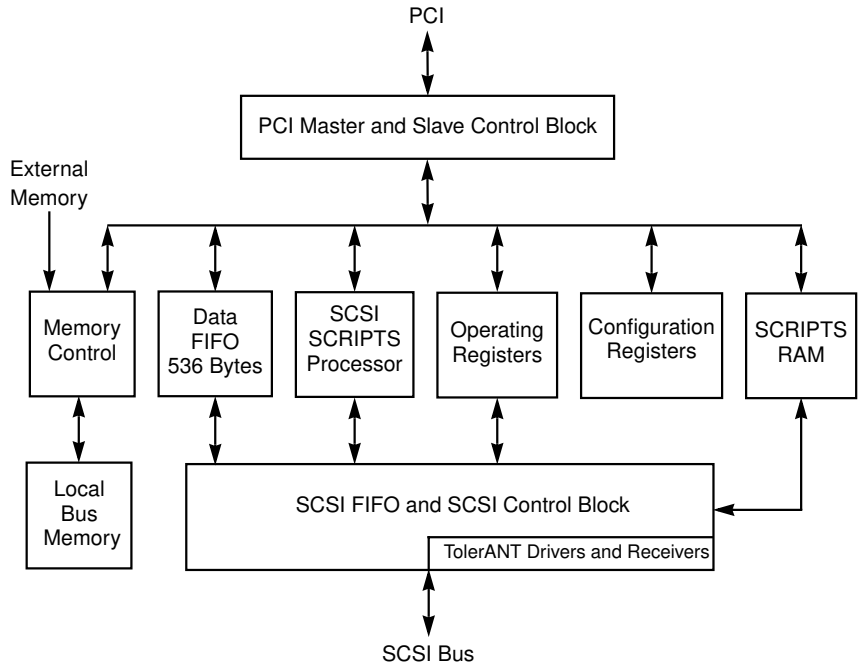 PCI
PCI Master and Slave Control Block
External
Memory
Memory
Control
Data
FIFO
536 Bytes
SCSI
SCRIPTS
Processor
Operating
Registers
Configuration
Registers
SCRIPTS
RAM
Local
Bus
Memory
SCSI FIFO and SCSI Control Block
TolerANT Drivers and Receivers
SCSI Bus